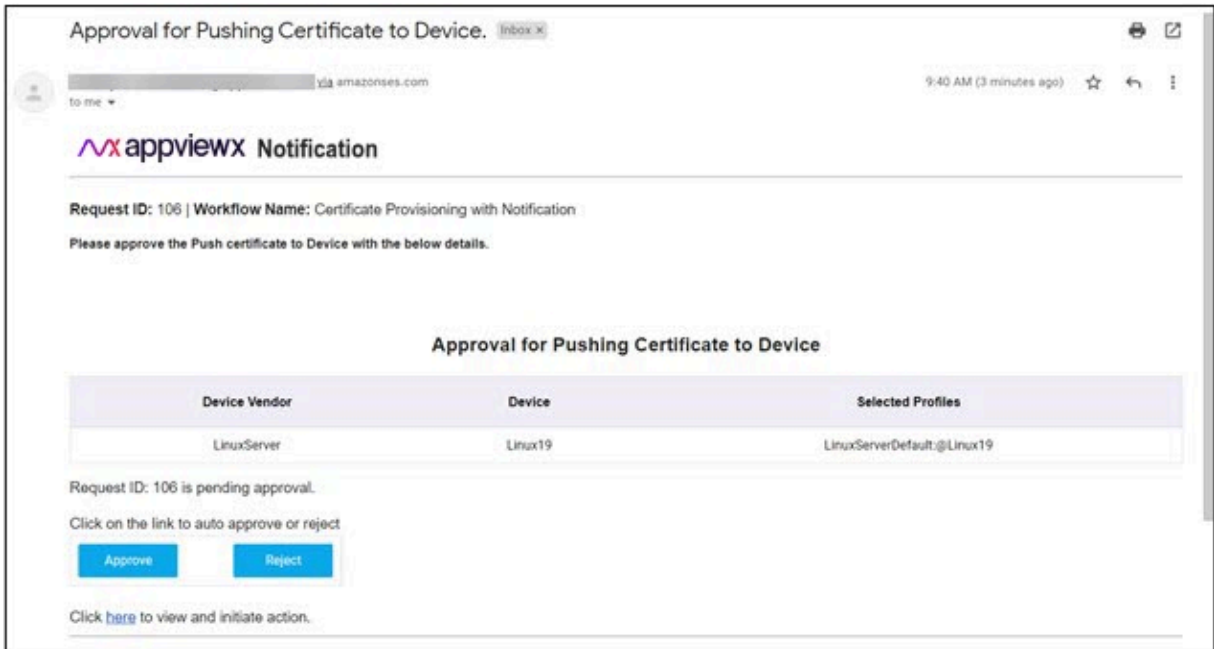 Approval for Pushing Certificate to Device. Inbox x
via amazonses.com 9:40 AM (3 minutes ago)
to me
appviewx Notification
Request ID: 106 | Workflow Name: Certificate Provisioning with Notification
Please approve the Push certificate to Device with the below details.
Approval for Pushing Certificate to Device
Device Vendor Device Selected Profiles
LinuxServer Linux19 LinuxServerDefault:@Linux19
Request ID: 106 is pending approval.
Click on the link to auto approve or reject
Approve Reject
Click here to view and initiate action.